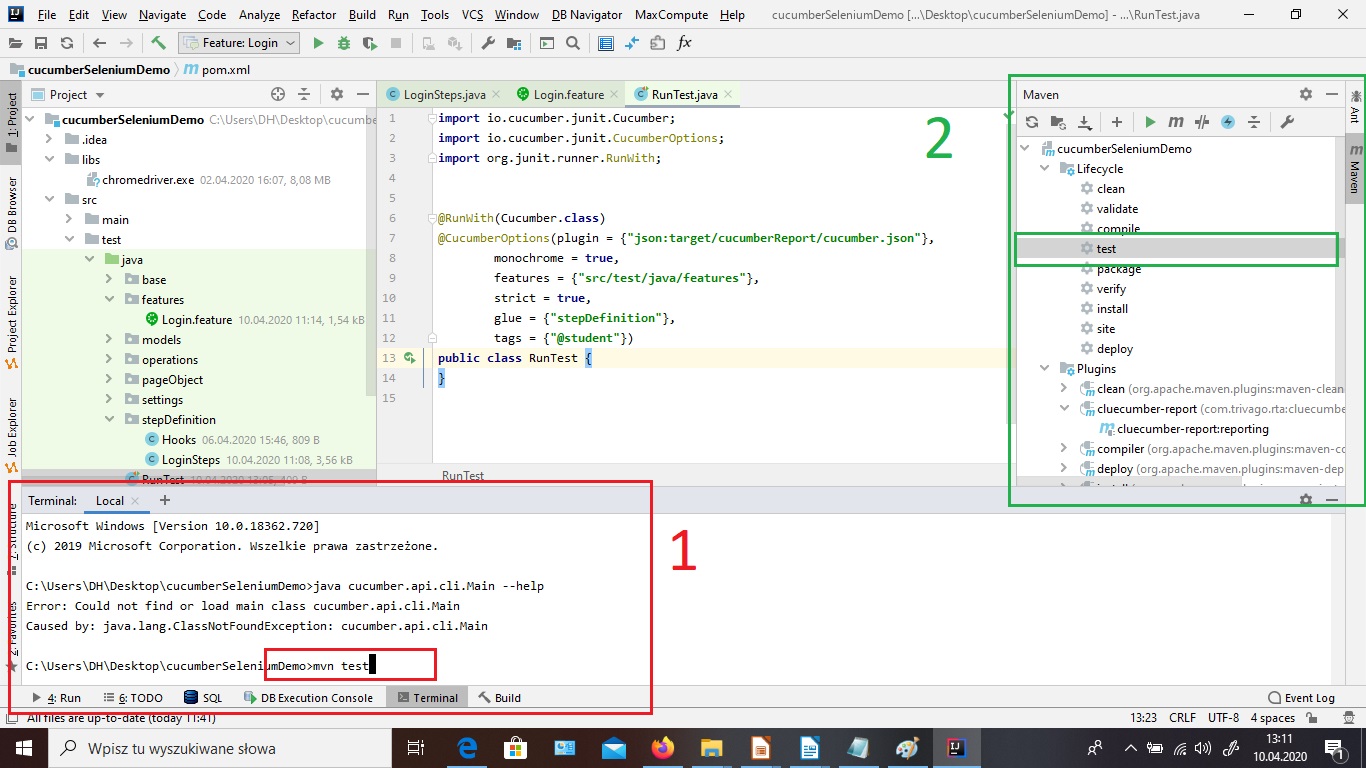 File Edit View Navigate Code Analyze Refactor Build Run Tools VCS Window DB Navigator MaxCompute Help cucumberSeleniumDemo [...\Desktop\cucumberSeleniumDemo] - ...\RunTest.java
Feature: Login
cucumberSeleniumDemo pom.xml
1: Project
DB Browser
Project Explorer
Job Explorer
Project
cucumberSeleniumDemo C:\Users\DH\Desktop\cucumbe
.idea
libs
chromedriver.exe 02.04.2020 16:07, 8,08 MB
src
main
test
java
base
features
Login.feature 10.04.2020 11:14, 1,54 kB
models
operations
pageObject
settings
stepDefinition
Hooks 06.04.2020 15:46, 809 B
LoginSteps 10.04.2020 11:08, 3,56 kB
RunTest
LoginSteps.java Login.feature RunTest.java
1 import io.cucumber.junit.Cucumber;
2 import io.cucumber.junit.CucumberOptions;
3 import org.junit.runner.RunWith;
4
5
6 @RunWith(Cucumber.class)
7 @CucumberOptions(plugin = {"json:target/cucumberReport/cucumber.json"},
8 monochrome = true,
9 features = {"src/test/java/features"},
10 strict = true,
11 glue = {"stepDefinition"},
12 tags = {"@student"})
13 public class RunTest {
14 }
15
RunTest
2
Maven
cucumberSeleniumDemo
Lifecycle
clean
validate
compile
test
package
verify
install
site
deploy
Plugins
clean (org.apache.maven.plugins:maven-clean
cluecumber-report (com.trivago.rta:cluecumbe
cluecumber-report:reporting
compiler (org.apache.maven.plugins:maven-co
deploy (org.apache.maven.plugins:maven-dep
Ant
Maven
Terminal: Local
Microsoft Windows [Version 10.0.18362.720]
(c) 2019 Microsoft Corporation. Wszelkie prawa zastrzeżone.
C:\Users\DH\Desktop\cucumberSeleniumDemo>java cucumber.api.cli.Main --help
Error: Could not find or load main class cucumber.api.cli.Main
Caused by: java.lang.ClassNotFoundException: cucumber.api.cli.Main
C:\Users\DH\Desktop\cucumberSeleniumDemo>mvn test
1
4: Run 6: TODO SQL DB Execution Console Terminal Build Event Log
All files are up-to-date (today 11:41) 13:23 CRLF UTF-8 4 spaces
Wpisz tu wyszukiwane słowa
13:11
10.04.2020
1